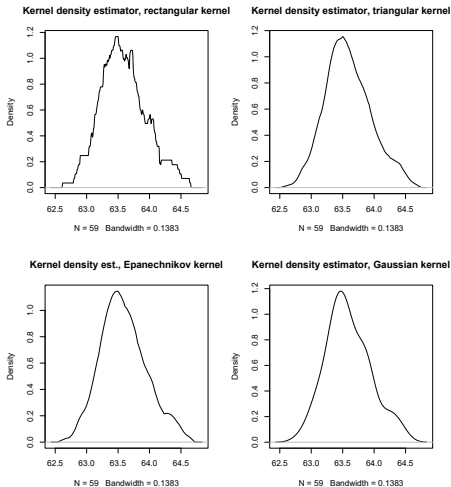 Kernel density estimator, rectangular kernel
Density
0.0 0.2 0.4 0.6 0.8 1.0 1.2
62.5 63.0 63.5 64.0 64.5
N = 59 Bandwidth = 0.1383
Kernel density estimator, triangular kernel
Density
0.0 0.2 0.4 0.6 0.8 1.0 1.2
62.5 63.0 63.5 64.0 64.5
N = 59 Bandwidth = 0.1383
Kernel density est., Epanechnikov kernel
Density
0.0 0.2 0.4 0.6 0.8 1.0
62.5 63.0 63.5 64.0 64.5
N = 59 Bandwidth = 0.1383
Kernel density estimator, Gaussian kernel
Density
0.0 0.2 0.4 0.6 0.8 1.0 1.2
62.5 63.0 63.5 64.0 64.5
N = 59 Bandwidth = 0.1383